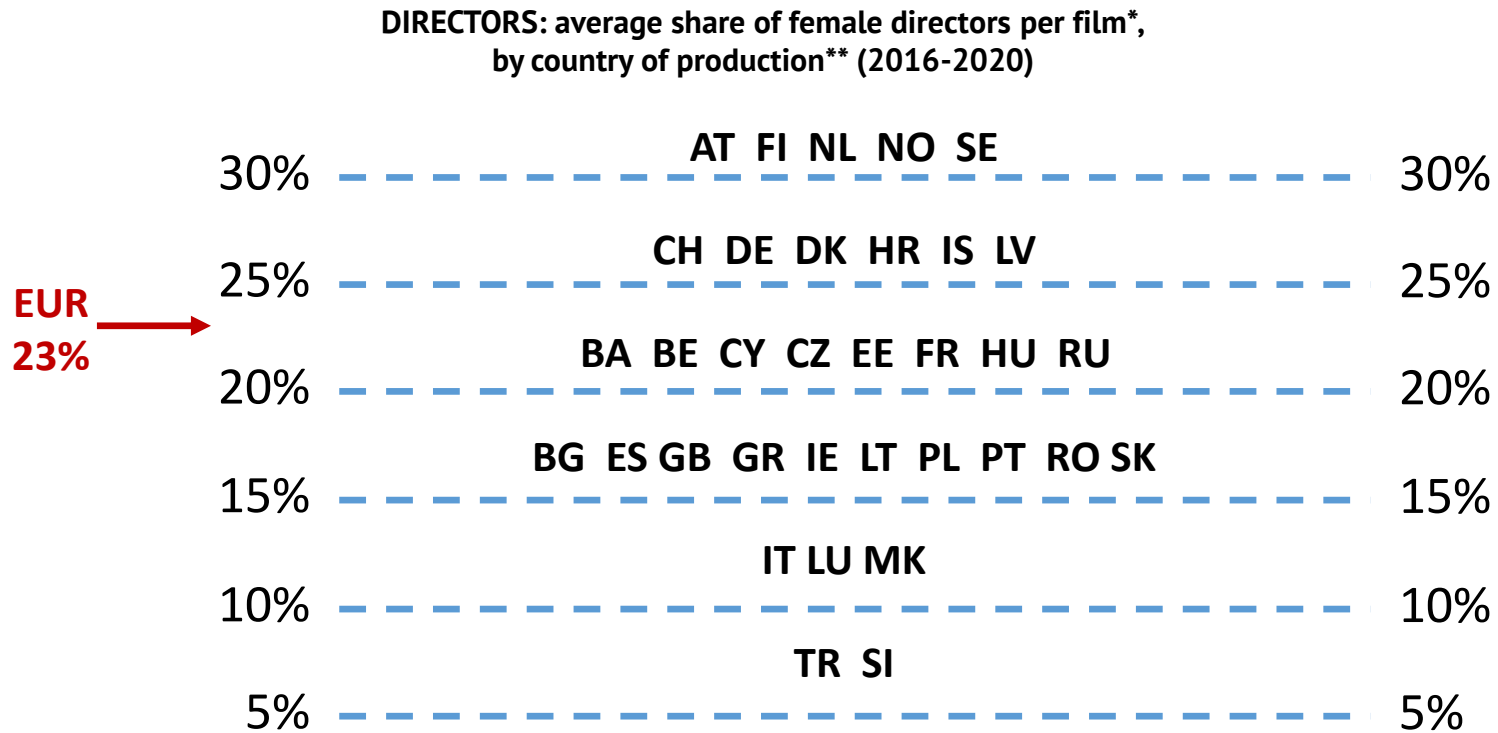 DIRECTORS: average share of female directors per film*,
by country of production** (2016-2020)
AT FI NL NO SE
30% 30%
CH DE DK HR IS LV
25% 25%
EUR
23%
BA BE CY CZ EE FR HU RU
20% 20%
BG ES GB GR IE LT PL PT RO SK
15% 15%
IT LU MK
10% 10%
TR SI
5% 5%